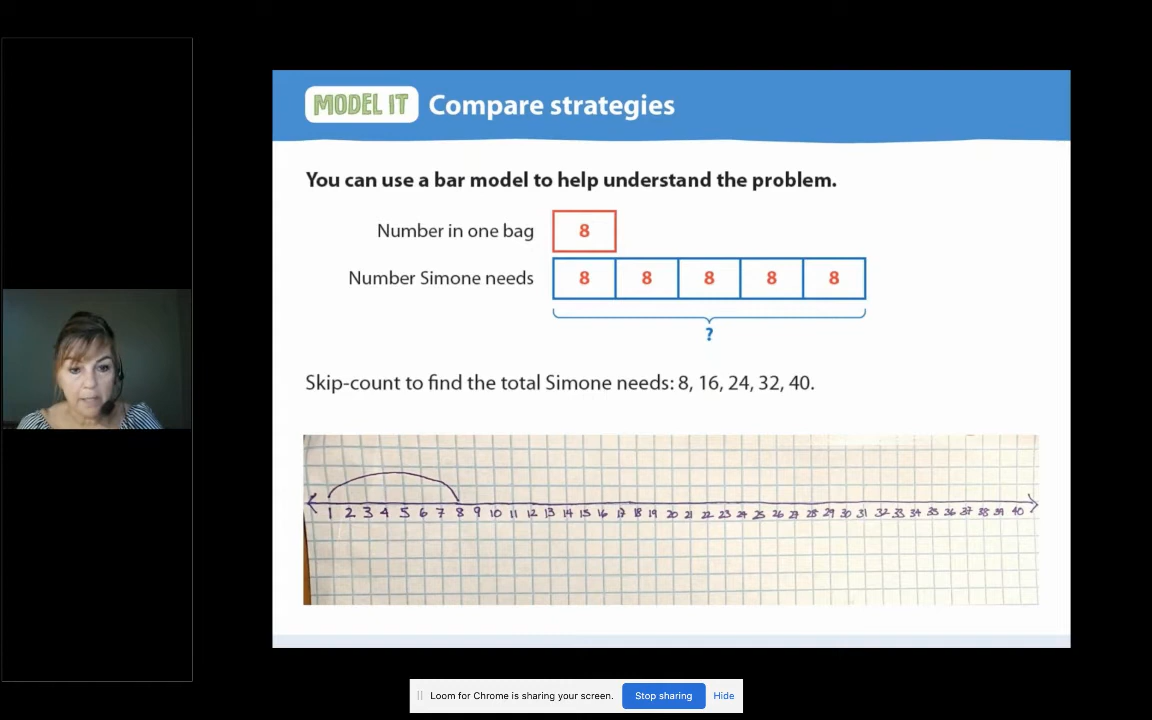 MODEL IT Compare strategies
You can use a bar model to help understand the problem.
Number in one bag 8
Number Simone needs 8 8 8 8 8
?
Skip-count to find the total Simone needs: 8, 16, 24, 32, 40.
1 2 3 4 5 6 7 8 9 10 11 12 13 14 15 16 17 18 19 20 21 22 23 24 25 26 27 28 29 30 31 32 33 34 35 36 37 38 39 40
Loom for Chrome is sharing your screen. Stop sharing Hide